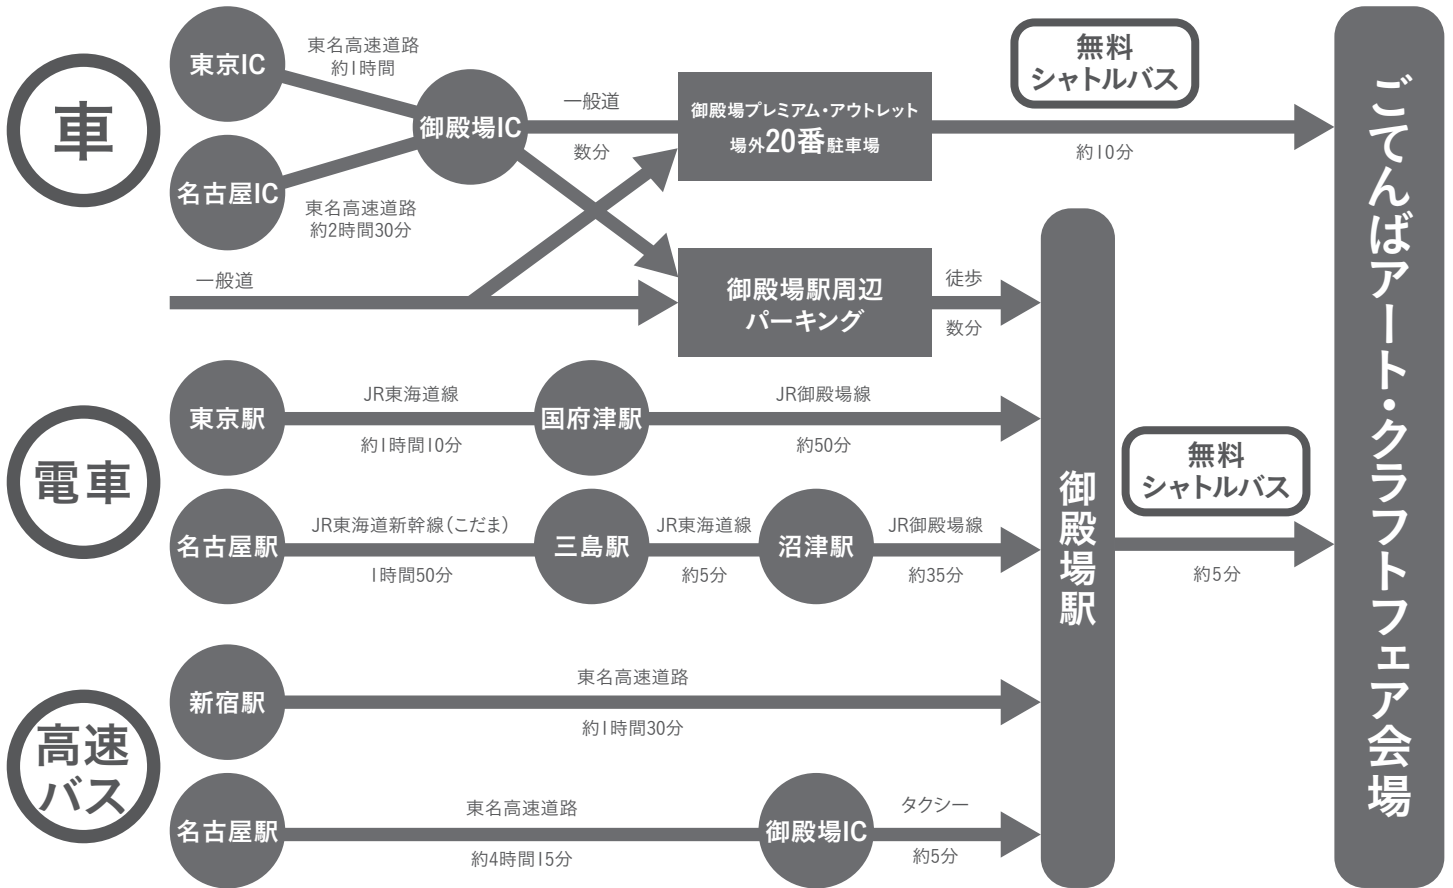 車
東京IC
東名高速道路
約1時間
名古屋IC
東名高速道路
約2時間30分
御殿場IC
一般道
数分
御殿場プレミアム・アウトレット
場外20番駐車場
無料
シャトルバス
約10分
一般道
御殿場駅周辺
パーキング
徒歩
数分
電車
東京駅
JR東海道線
約1時間10分
国府津駅
JR御殿場線
約50分
名古屋駅
JR東海道新幹線(こだま)
1時間50分
三島駅
JR東海道線
約5分
沼津駅
JR御殿場線
約35分
高速
バス
新宿駅
東名高速道路
約1時間30分
名古屋駅
東名高速道路
約4時間15分
御殿場IC
タクシー
約5分
御殿場駅
無料
シャトルバス
約5分
ごてんばアート・クラフトフェア会場